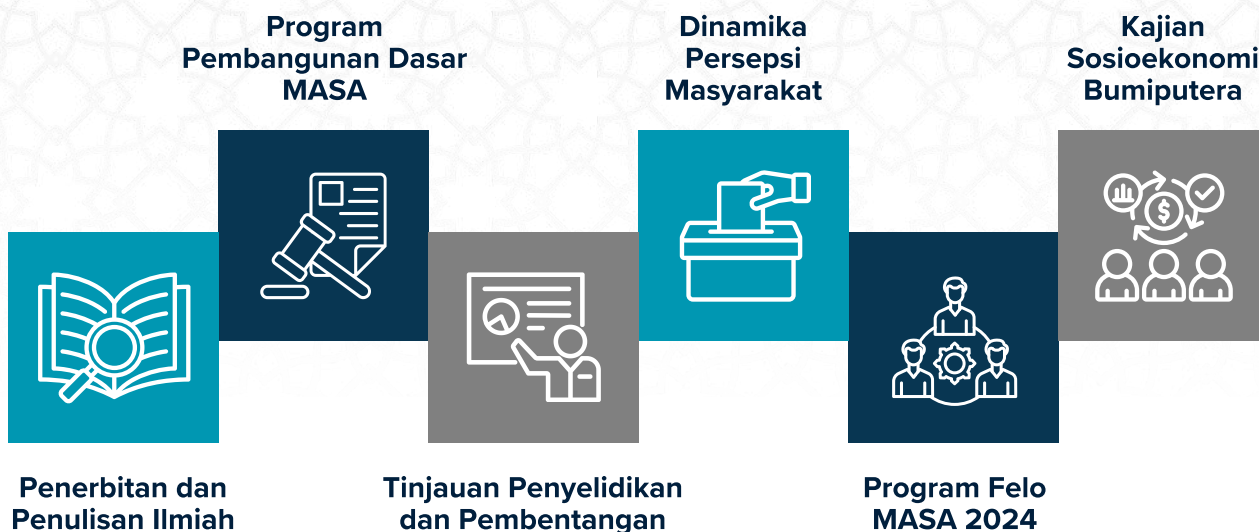 Program
Pembangunan Dasar
MASA
Dinamika
Persepsi
Masyarakat
Kajian
Sosioekonomi
Bumiputera
$
Penerbitan dan
Penulisan Ilmiah
Tinjauan Penyelidikan
dan Pembentangan
Program Felo
MASA 2024